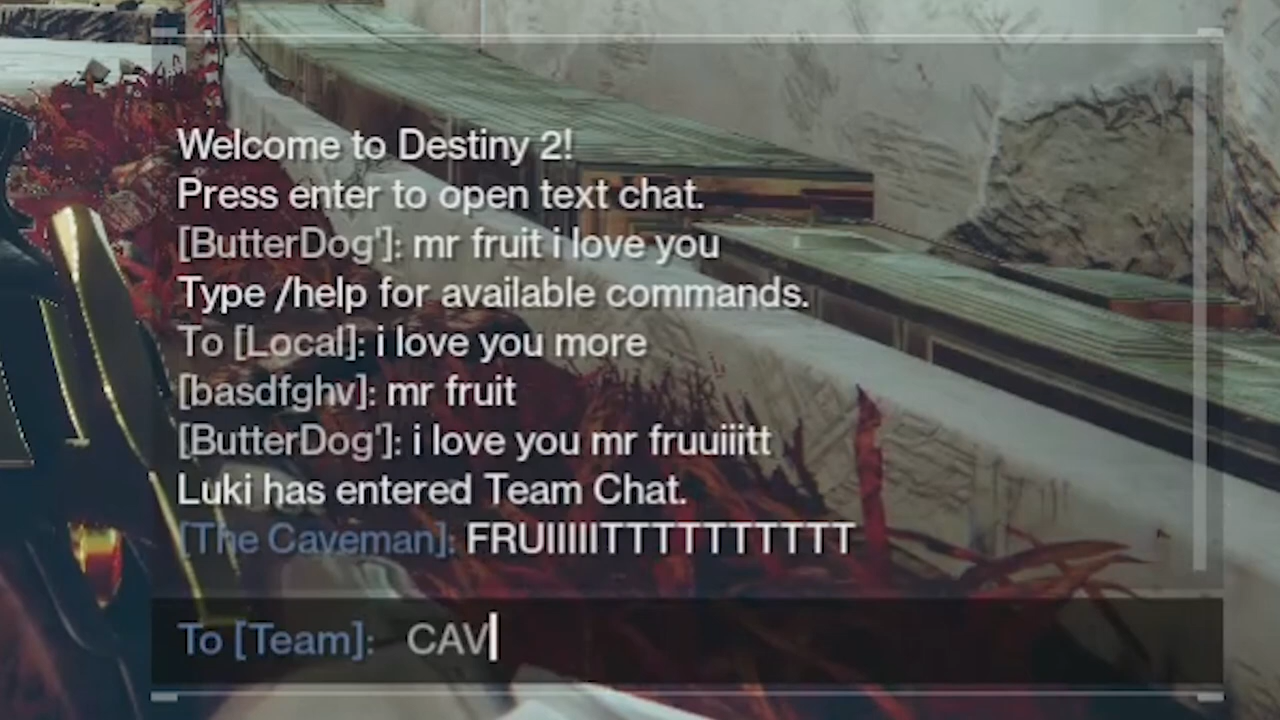 Welcome to Destiny 2!
Press enter to open text chat.
[ButterDog']: mr fruit i love you
Type /help for available commands.
To [Local]: i love you more
[basdfghv]: mr fruit
[ButterDog']: i love you mr fruuiiitt
Luki has entered Team Chat.
[The Caveman]: FRUIIIIITTTTTTTTTTT
To [Team]: CAV